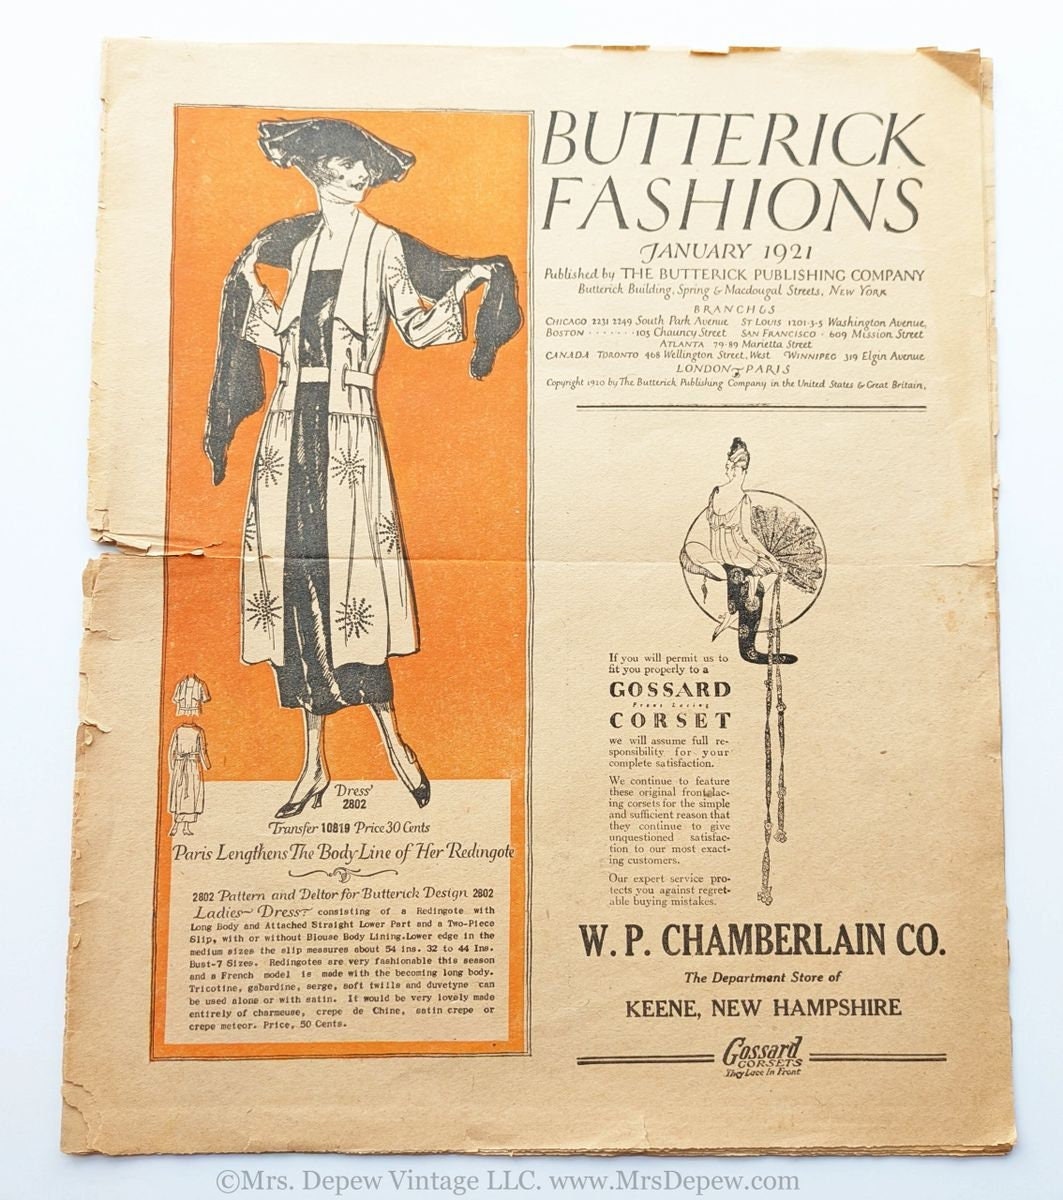 BUTTERICK
FASHIONS
JANUARY 1921
Published by THE BUTTERICK PUBLISHING COMPANY
Butterick Building, Spring & Macdougal Streets, NEW YORK
BRANCHES
CHICAGO 2231 2249 South Park Avenue ST LOUIS 1201-3-5 Washington Avenue,
BOSTON ······· 105 Chauncy Street SAN FRANCISCO · 609 Mission Street
ATLANTA 79-89 Marietta Street
CANADA TORONTO 468 Wellington Street, West WINNIPEG 319 Elgin Avenue
LONDON PARIS
Copyright 1920 by The Butterick Publishing Company in the United States & Great Britain,
Dress
2802
Transfer 10819 Price 30 Cents
Paris Lengthens The Body Line of Her Redingote
2802 Pattern and Deltor for Butterick Design 2802
Ladies Dress consisting of a Redingote with
Long Body and Attached Straight Lower Part and a Two-Piece
Slip, with or without Blouse Body Lining. Lower edge in the
medium sizes the slip measures about 54 ins. 32 to 44 Ins.
Bust-7 Sizes. Redingotes are very fashionable this season
and a French model is made with the becoming long body.
Tricotine, gabardine, serge, soft twills and duvetyne can
be used alone or with satin. It would be very lovely made
entirely of charmeuse, crepe de Chine, satin crepe or
crepe meteor. Price, 50 Cents.
If you will permit us to
fit you properly to a
GOSSARD
Front Lacing
CORSET
we will assume full re-
sponsibility for your
complete satisfaction.
We continue to feature
these original front-lac-
ing corsets for the simple
and sufficient reason that
they continue to give
unquestioned satisfac-
tion to our most exact-
ing customers.
Our expert service pro-
tects you against regret-
able buying mistakes.
W. P. CHAMBERLAIN CO.
The Department Store of
KEENE, NEW HAMPSHIRE
Gossard
CORSETS
They Lace In Front
©Mrs. Depew Vintage LLC. www.MrsDepew.com